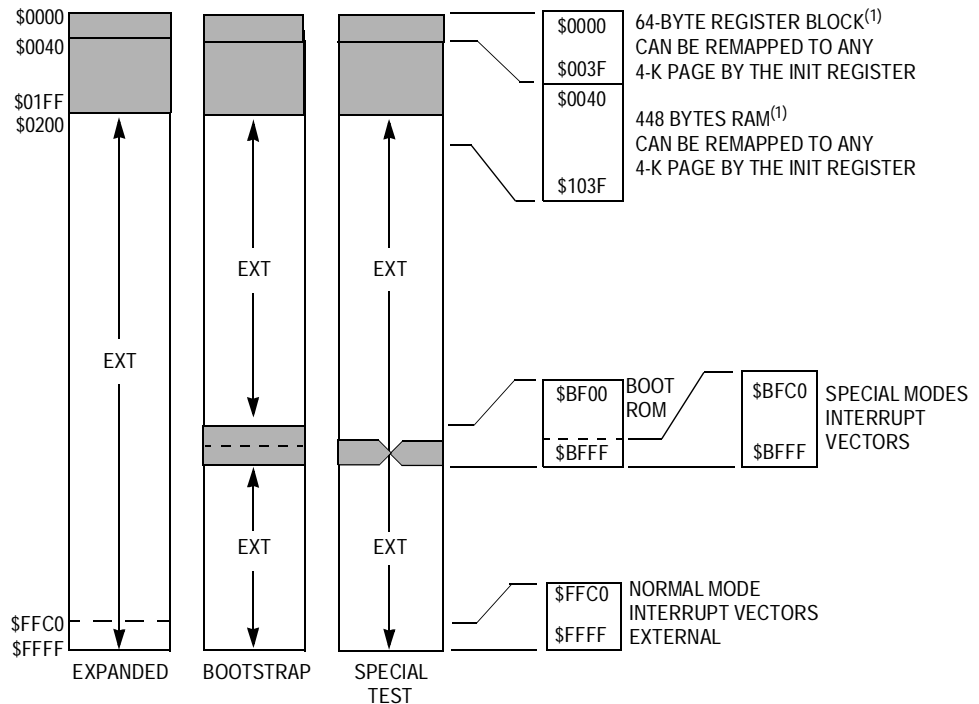 $0000
$0040
$01FF
$0200
$FFC0
$FFFF
EXT
EXPANDED
EXT
EXT
BOOTSTRAP
EXT
EXT
SPECIAL
TEST
$0000
$003F
64-BYTE REGISTER BLOCK(1)
CAN BE REMAPPED TO ANY
4-K PAGE BY THE INIT REGISTER
$0040
$103F
448 BYTES RAM(1)
CAN BE REMAPPED TO ANY
4-K PAGE BY THE INIT REGISTER
$BF00
$BFFF
BOOT
ROM
$BFC0
$BFFF
SPECIAL MODES
INTERRUPT
VECTORS
$FFC0
$FFFF
NORMAL MODE
INTERRUPT VECTORS
EXTERNAL